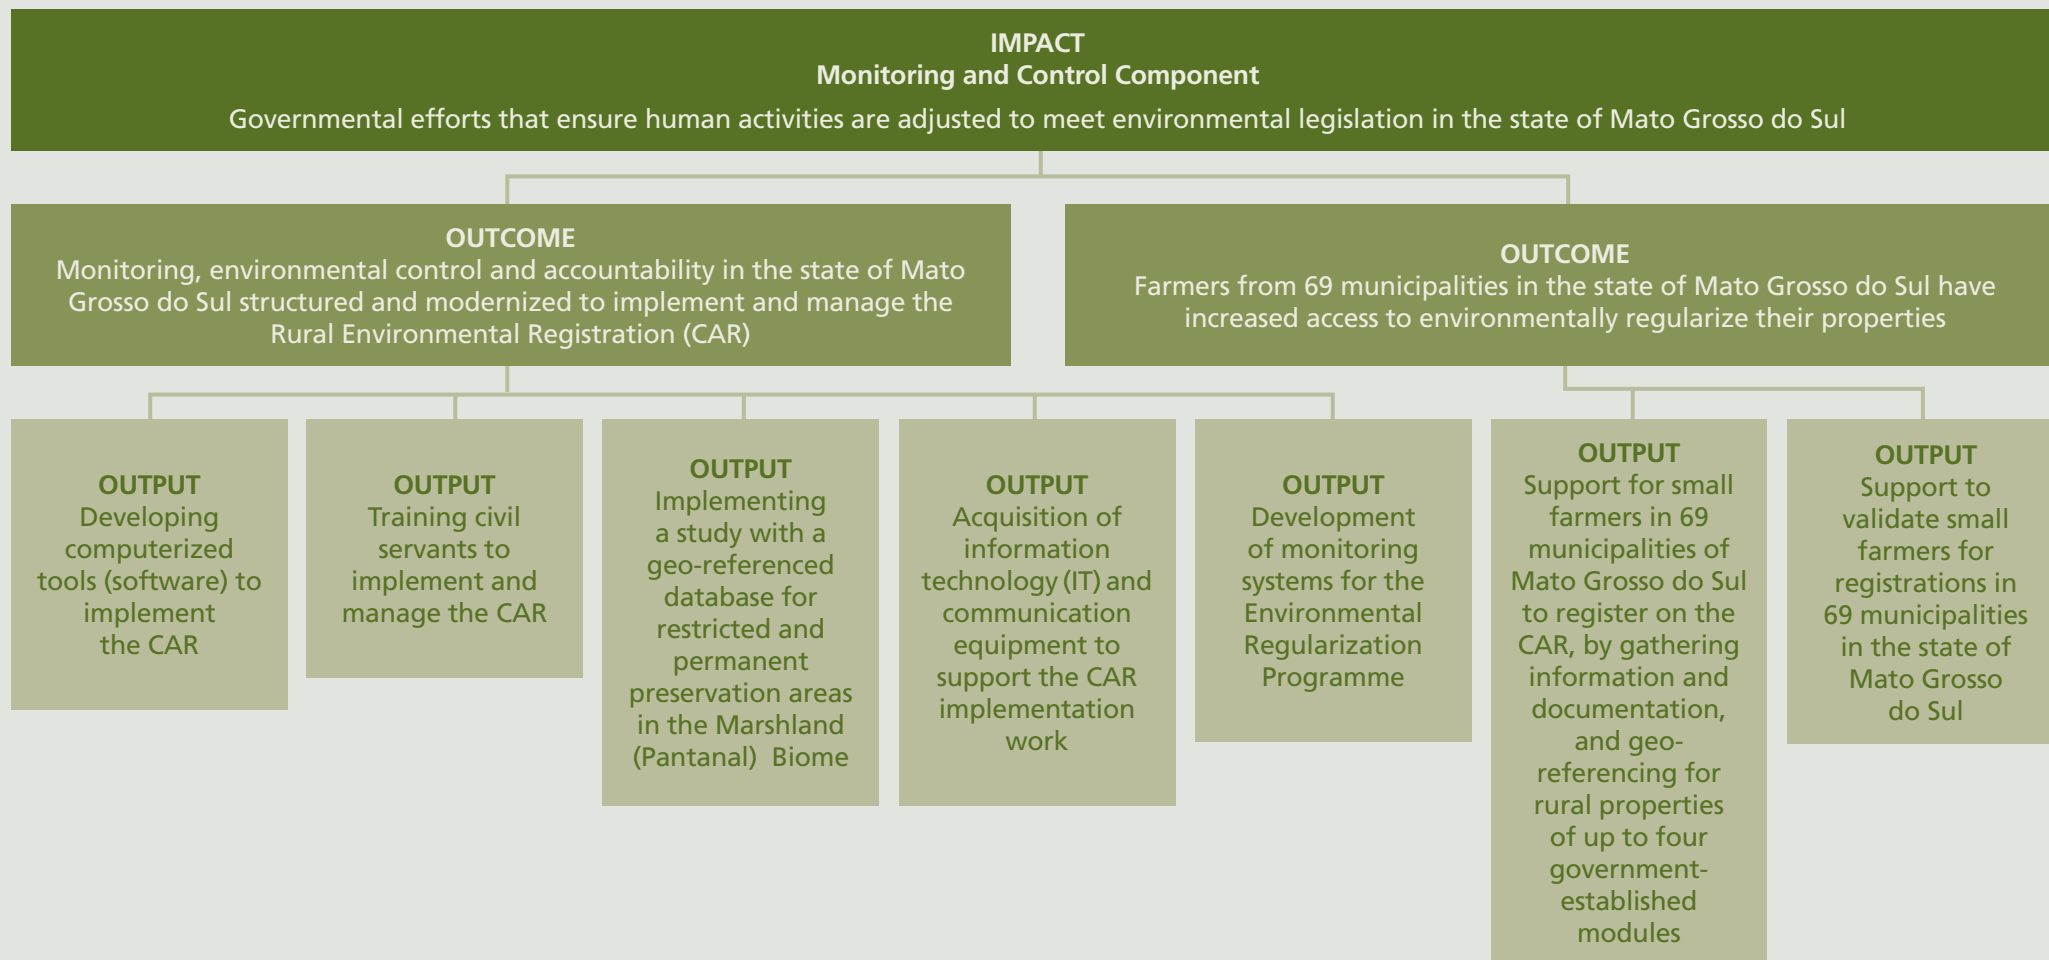 IMPACT
Monitoring and Control Component
Governmental efforts that ensure human activities are adjusted to meet environmental legislation in the state of Mato Grosso do Sul
OUTCOME
Monitoring, environmental control and accountability in the state of Mato
Grosso do Sul structured and modernized to implement and manage the
Rural Environmental Registration (CAR)
OUTCOME
Farmers from 69 municipalities in the state of Mato Grosso do Sul have
increased access to environmentally regularize their properties
OUTPUT
Developing
computerized
tools (software) to
implement
the CAR
OUTPUT
Training civil
servants to
implement and
manage the CAR
OUTPUT
Implementing
a study with a
geo-referenced
database for
restricted and
permanent
preservation areas
in the Marshland
(Pantanal) Biome
OUTPUT
Acquisition of
information
technology (IT) and
communication
equipment to
support the CAR
implementation
work
OUTPUT
Development
of monitoring
systems for the
Environmental
Regularization
Programme
OUTPUT
Support for small
farmers in 69
municipalities of
Mato Grosso do Sul
to register on the
CAR, by gathering
information and
documentation,
and geo-
referencing for
rural properties
of up to four
government-
established
modules
OUTPUT
Support to
validate small
farmers for
registrations in
69 municipalities
in the state of
Mato Grosso
do Sul